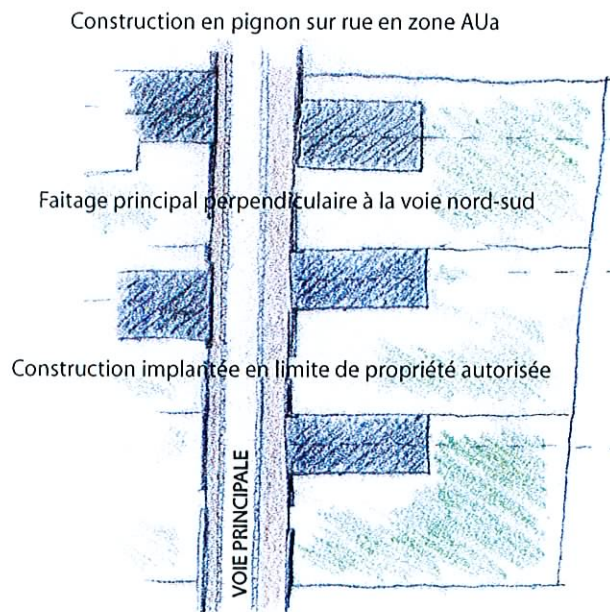 Construction en pignon sur rue en zone AUa
Faitage principal perpendiculaire à la voie nord-sud
Construction implantée en limite de propriété autorisée
VOIE PRINCIPALE